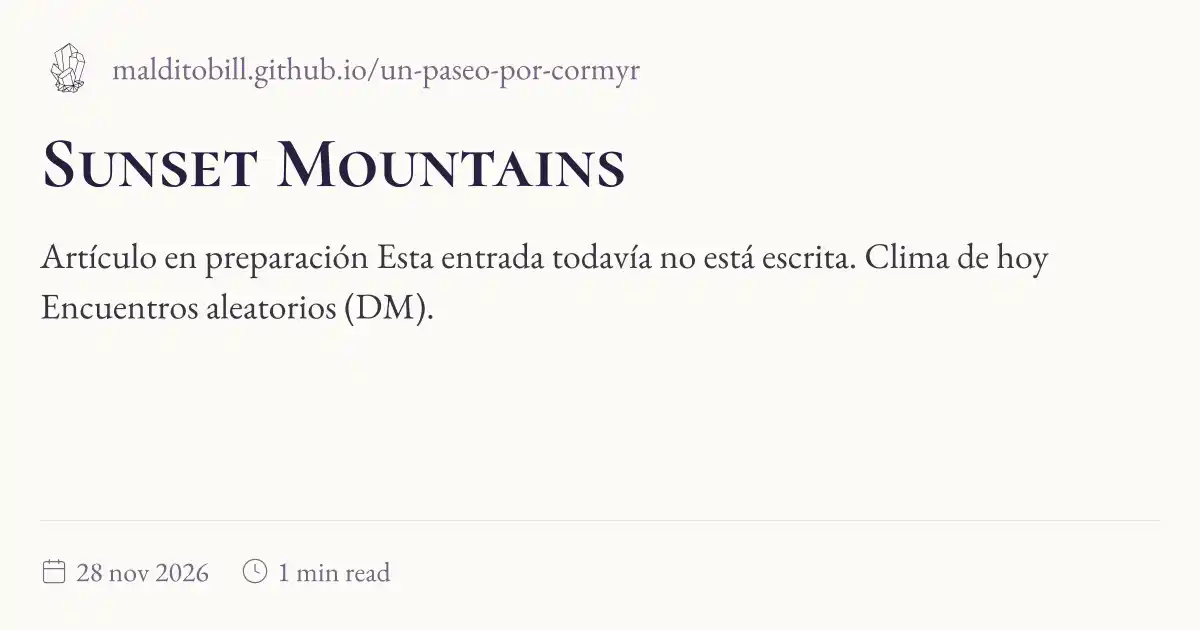 malditobill.github.io/un-paseo-por-cormyr
Sunset Mountains
Artículo en preparación Esta entrada todavía no está escrita. Clima de hoy
Encuentros aleatorios (DM).
28 nov 2026
1 min read